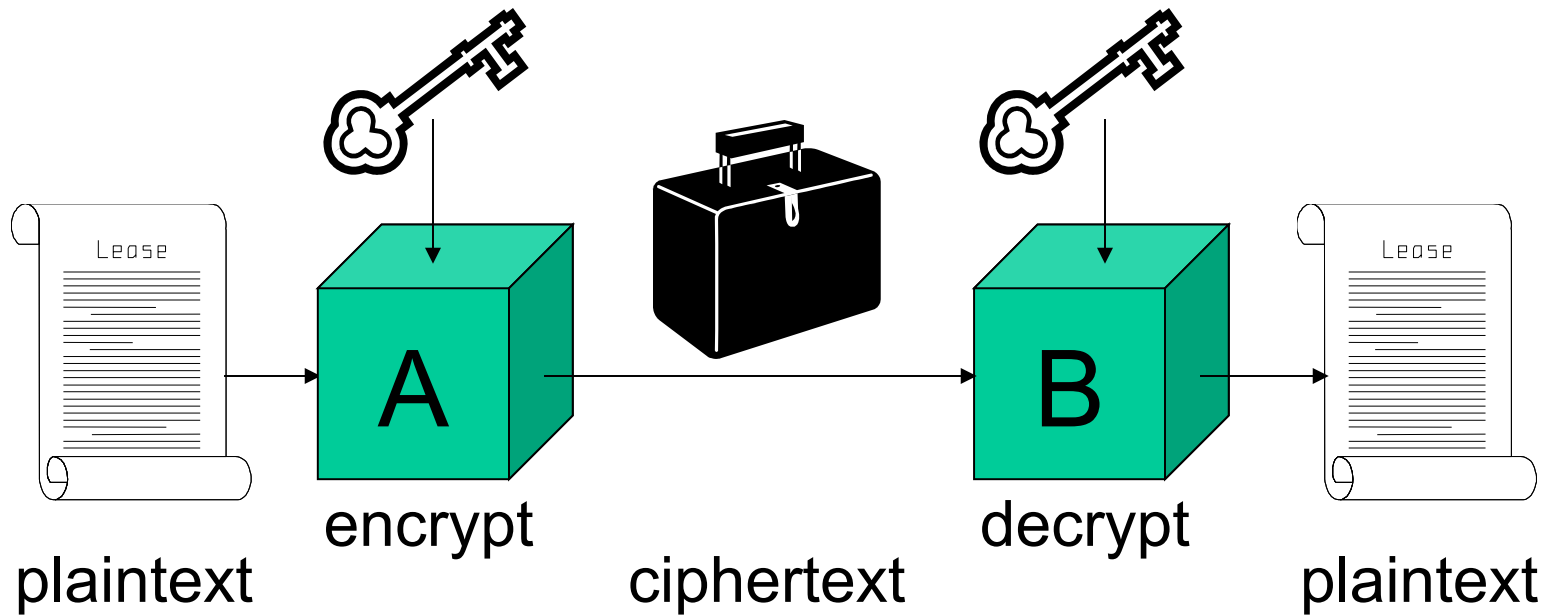 Lease
A
B
Lease
encrypt
decrypt
plaintext
ciphertext
plaintext